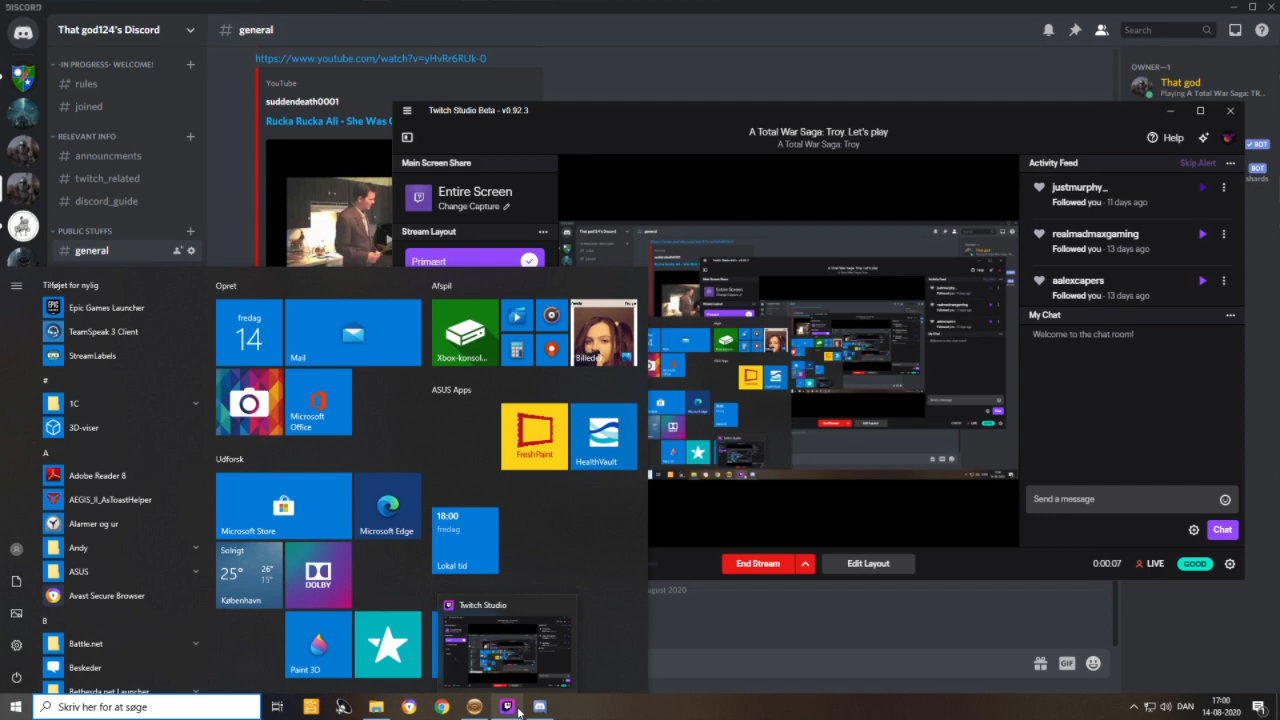 DISCORD
That god124's Discord
# general
Search
-IN PROGRESS- WELCOME!
rules
joined
RELEVANT INFO
announcments
twitch_related
discord_guide
PUBLIC STUFFS
general
https://www.youtube.com/watch?v=yHvRr6RUk-0
YouTube
suddendeath0001
Rucka Rucka Ali - She Was
OWNER—1
That god
Playing A Total War Saga: TR...
BOT
BOT
shards
Twitch Studio Beta - v0.92.3
A Total War Saga: Troy. Let's play
A Total War Saga: Troy
Help
Main Screen Share
Entire Screen
Change Capture
Stream Layout
Primært
Activity Feed
Skip Alert
justmurphy_
Followed you · 11 days ago
realmadmaxgaming
Followed you · 13 days ago
aalexcapers
Followed you · 13 days ago
My Chat
Welcome to the chat room!
Send a message
Chat
End Stream
Edit Layout
0:00:07
LIVE
GOOD
Tilføjet for nylig
Epic Games Launcher
TeamSpeak 3 Client
StreamLabels
#
1C
3D-viser
A
Adobe Reader 8
AEGIS_II_AsToastHelper
Alarmer og ur
Andy
ASUS
Avast Secure Browser
B
Battle.net
Beskeder
Bethesda.net Launcher
Opret
fredag
14
Mail
Microsoft
Office
Udforsk
Microsoft Store
Microsoft Edge
Solrigt
25° 26°
15°
København
DOLBY
Paint 3D
Afspil
Xbox-konsol...
Billeder
ASUS Apps
FreshPaint
HealthVault
18:00
fredag
Lokal tid
Twitch Studio
august 2020
GIF
Skriv her for at søge
DAN
17:00
14-08-2020